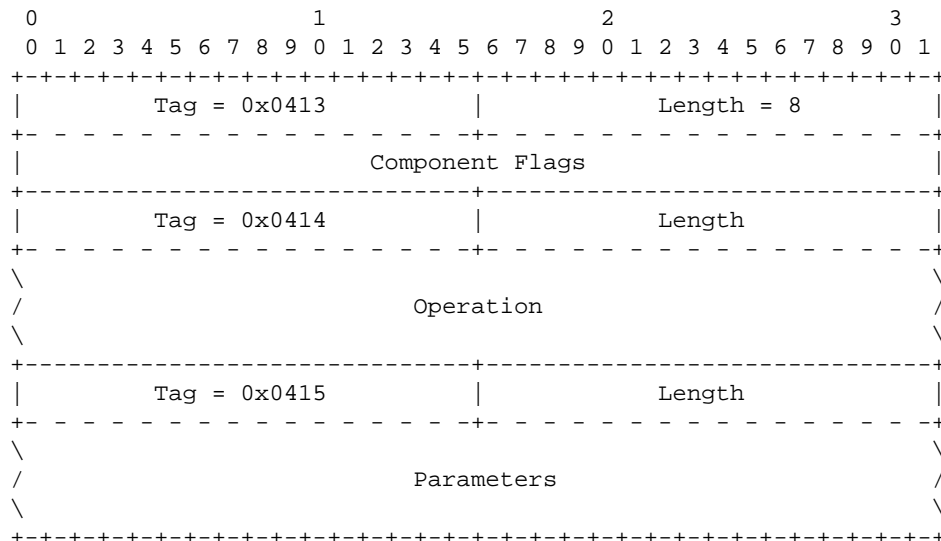 0                   1                   2                   3
 0 1 2 3 4 5 6 7 8 9 0 1 2 3 4 5 6 7 8 9 0 1 2 3 4 5 6 7 8 9 0 1
+-+-+-+-+-+-+-+-+-+-+-+-+-+-+-+-+-+-+-+-+-+-+-+-+-+-+-+-+-+-+-+-+
|         Tag = 0x0413          |            Length = 8         |
+- - - - - - - - - - - - - - - -+- - - - - - - - - - - - - - - -+
|                        Component Flags                        |
+-------------------------------+-------------------------------+
|         Tag = 0x0414          |            Length             |
+- - - - - - - - - - - - - - - -+- - - - - - - - - - - - - - - -+
\                                                               \
/                           Operation                           /
\                                                               \
+-------------------------------+-------------------------------+
|         Tag = 0x0415          |            Length             |
+- - - - - - - - - - - - - - - -+- - - - - - - - - - - - - - - -+
\                                                               \
/                           Parameters                          /
\                                                               \
+-+-+-+-+-+-+-+-+-+-+-+-+-+-+-+-+-+-+-+-+-+-+-+-+-+-+-+-+-+-+-+-+